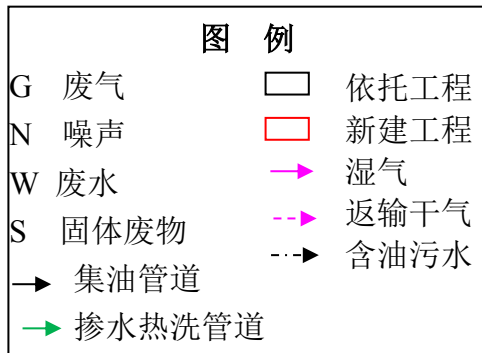 图 例
G 废气
N 噪声
W 废水
S 固体废物
集油管道
掺水热洗管道
依托工程
新建工程
湿气
返输干气
含油污水